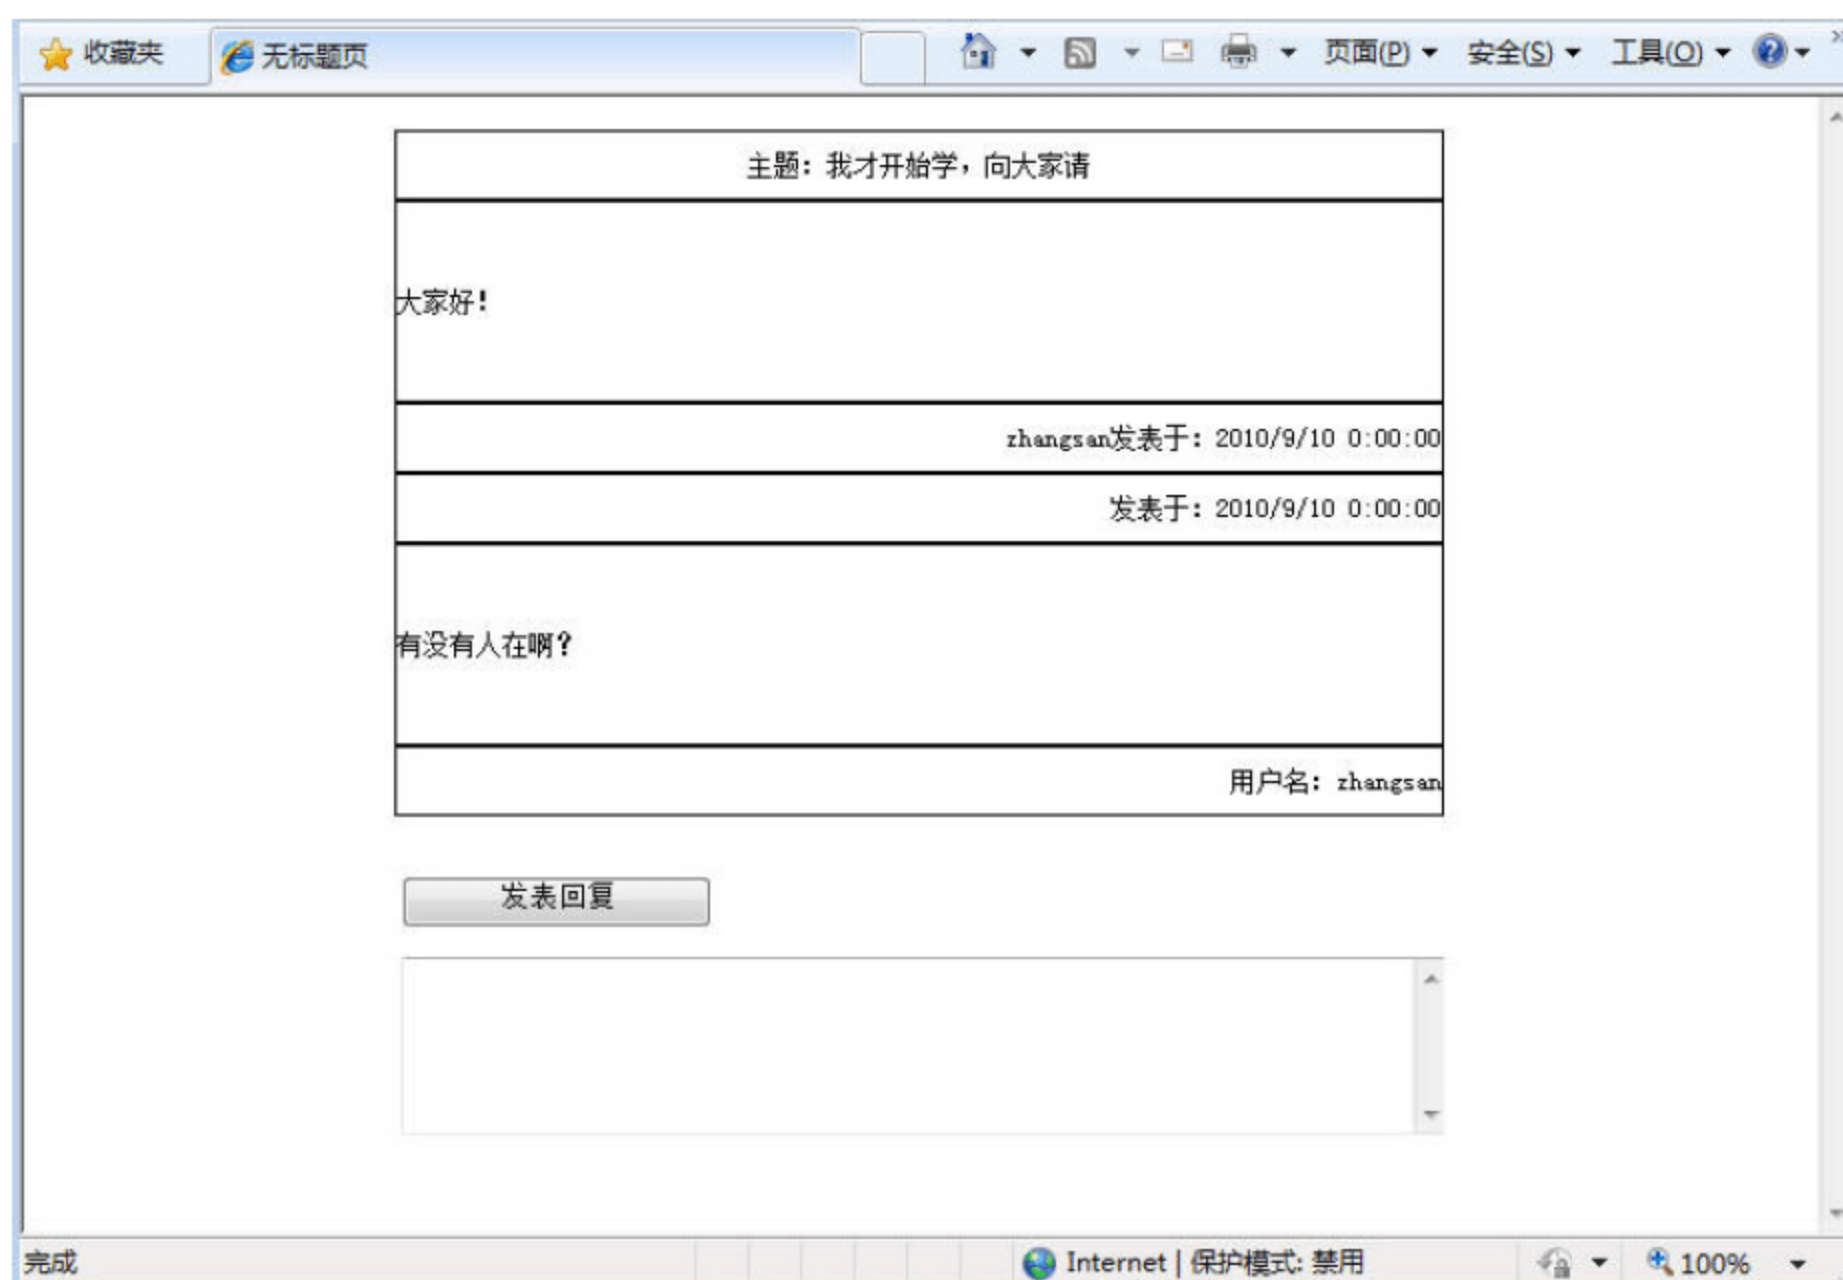 收藏夹 无标题页 页面(P) 安全(S) 工具(O)
主题：我才开始学，向大家请
大家好！
zhangsan发表于：2010/9/10 0:00:00
发表于：2010/9/10 0:00:00
有没有人在啊？
用户名：zhangsan
发表回复
完成 Internet | 保护模式: 禁用 100%